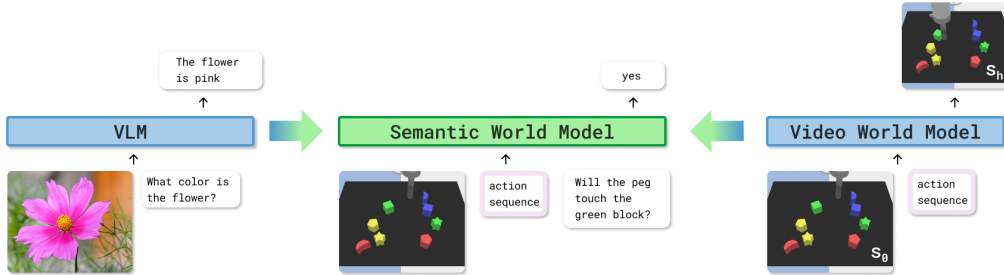 The flower
is pink
VLM
What color is
the flower?
yes
Semantic World Model
action
sequence
Will the peg
touch the
green block?
Sₕ
Video World Model
S₀
action
sequence